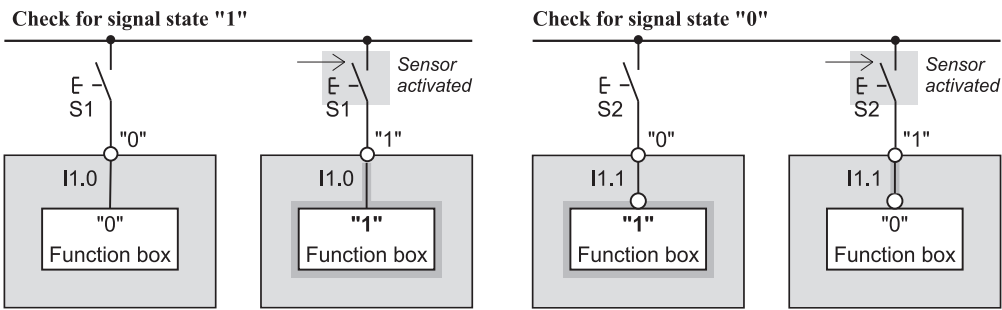 Check for signal state "1"
Check for signal state "0"
Sensor
activated
Sensor
activated
S1
S1
S2
S2
"0"
"1"
"0"
"1"
I1.0
I1.0
I1.1
I1.1
"0"
"1"
"1"
"0"
Function box
Function box
Function box
Function box